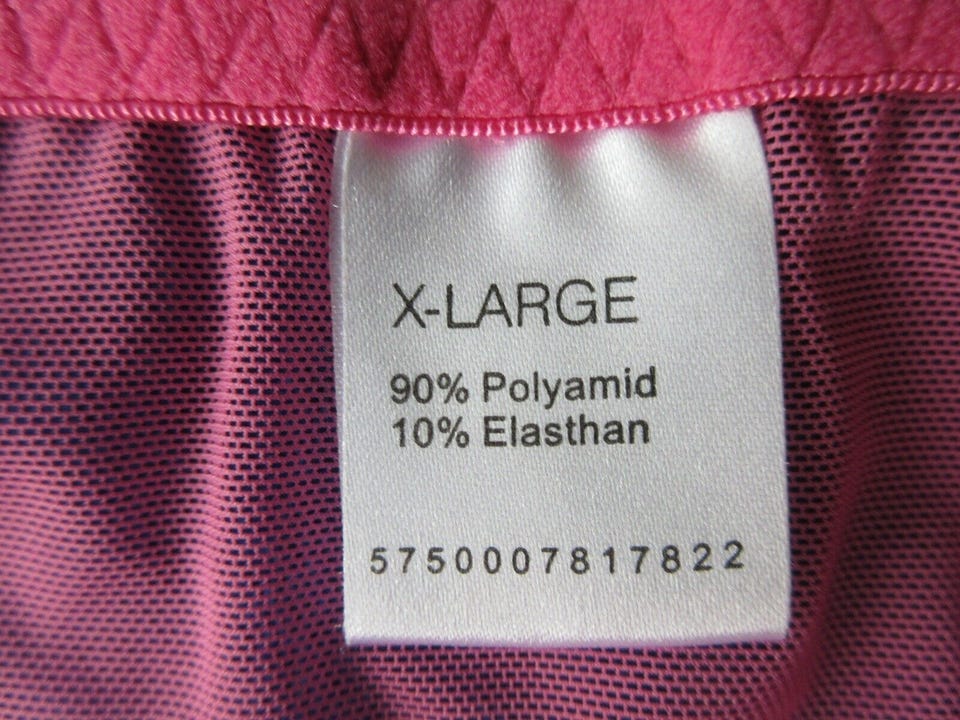 X-LARGE
90% Polyamid
10% Elasthan
5750007817822